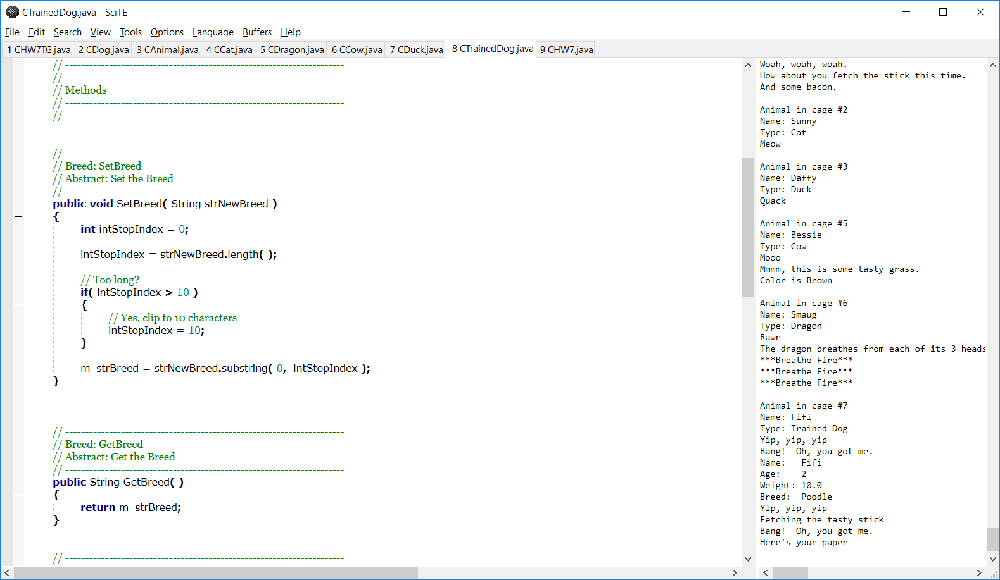 CTrainedDog.java - SciTE
File Edit Search View Tools Options Language Buffers Help
1 CHW7TG.java 2 CDog.java 3 CAnimal.java 4 CCat.java 5 CDragon.java 6 CCow.java 7 CDuck.java 8 CTrainedDog.java 9 CHW7.java
// ----------------------------------------------------------------------
// ----------------------------------------------------------------------
// Methods
// ----------------------------------------------------------------------
// ----------------------------------------------------------------------
// ----------------------------------------------------------------------
// Breed: SetBreed
// Abstract: Set the Breed
// ----------------------------------------------------------------------
public void SetBreed( String strNewBreed )
{
int intStopIndex = 0;
intStopIndex = strNewBreed.length( );
// Too long?
if( intStopIndex > 10 )
{
// Yes, clip to 10 characters
intStopIndex = 10;
}
m_strBreed = strNewBreed.substring( 0, intStopIndex );
}
// ----------------------------------------------------------------------
// Breed: GetBreed
// Abstract: Get the Breed
// ----------------------------------------------------------------------
public String GetBreed( )
{
return m_strBreed;
}
// ----------------------------------------------------------------------
Woah, woah, woah.
How about you fetch the stick this time.
And some bacon.
Animal in cage #2
Name: Sunny
Type: Cat
Meow
Animal in cage #3
Name: Daffy
Type: Duck
Quack
Animal in cage #5
Name: Bessie
Type: Cow
Mooo
Mmmm, this is some tasty grass.
Color is Brown
Animal in cage #6
Name: Smaug
Type: Dragon
Rawr
The dragon breathes from each of its 3 heads
***Breathe Fire***
***Breathe Fire***
***Breathe Fire***
Animal in cage #7
Name: Fifi
Type: Trained Dog
Yip, yip, yip
Bang!  Oh, you got me.
Name:   Fifi
Age:    2
Weight: 10.0
Breed:  Poodle
Yip, yip, yip
Fetching the tasty stick
Bang!  Oh, you got me.
Here's your paper